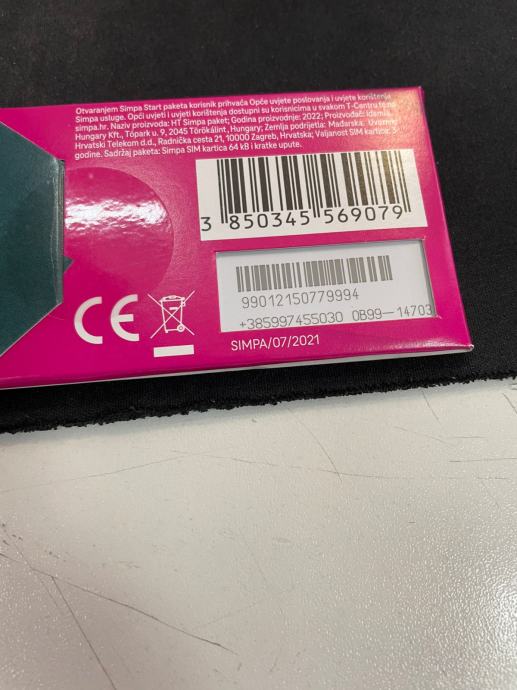 Otvaranjem Simpa Start paketa korisnik prihvaća Opće uvjete poslovanja i uvjete korištenja
Simpa usluge. Opći uvjeti i uvjeti korištenja dostupni su korisnicima u svakom T-Centru te na
simpa.hr. Naziv proizvoda: HT Simpa paket; Godina proizvodnje: 2022; Proizvođač: Idemia
Hungary Kft., Tópark u. 9, 2045 Törökálint, Hungary; Zemlja podrijetla: Mađarska; Uvoznik:
Hrvatski Telekom d.d., Radnička cesta 21, 10000 Zagreb, Hrvatska; Valjanost SIM kartice: 3
godine. Sadržaj paketa: Simpa SIM kartica 64 kB i kratke upute.
3 850345 569079
99012150779994
+385997455030 0B99-14703
CE
SIMPA/07/2021